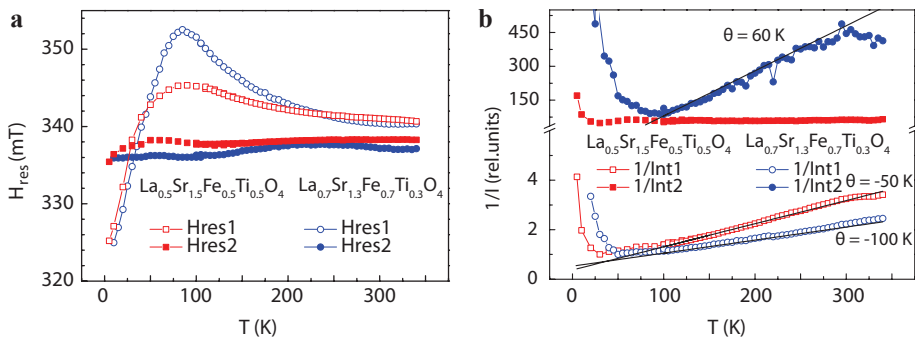 a
350
340
330
320
H_res (mT)
La0.5Sr1.5Fe0.5Ti0.5O4
La0.7Sr1.3Fe0.7Ti0.3O4
Hres1
Hres1
Hres2
Hres2
0
100
200
300
T (K)
b
450
300
150
4
2
0
1/I (rel.units)
θ = 60 K
La0.5Sr1.5Fe0.5Ti0.5O4
La0.7Sr1.3Fe0.7Ti0.3O4
1/Int1
1/Int1
1/Int2
1/Int2
θ = -50 K
θ = -100 K
0
100
200
300
T (K)